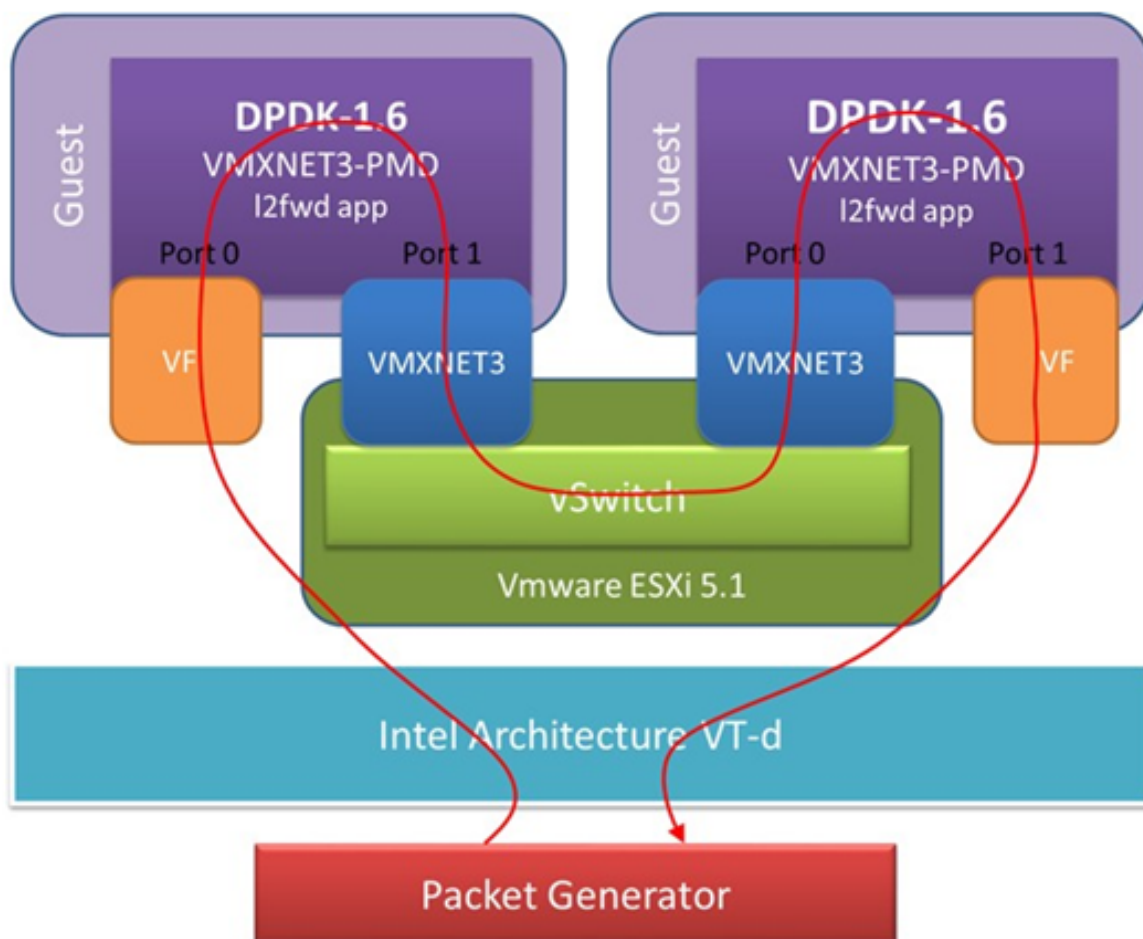 Guest
DPDK-1.6
VMXNET3-PMD
l2fwd app
Port 0
Port 1
VF
VMXNET3
Guest
DPDK-1.6
VMXNET3-PMD
l2fwd app
Port 0
Port 1
VMXNET3
VF
vSwitch
Vmware ESXi 5.1
Intel Architecture VT-d
Packet Generator